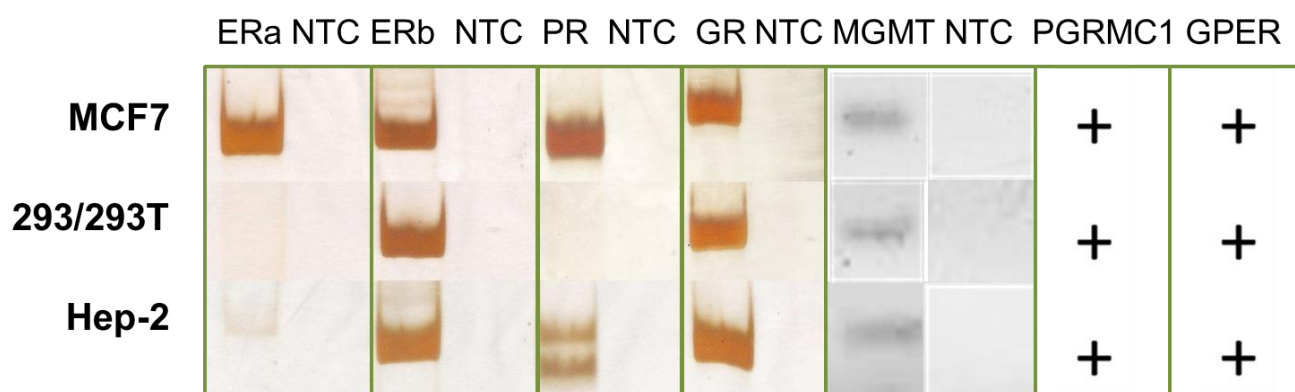 ERa NTC ERb NTC PR NTC GR NTC MGMT NTC PGRMC1 GPER
MCF7 + +
293/293T + +
Hep-2 + +